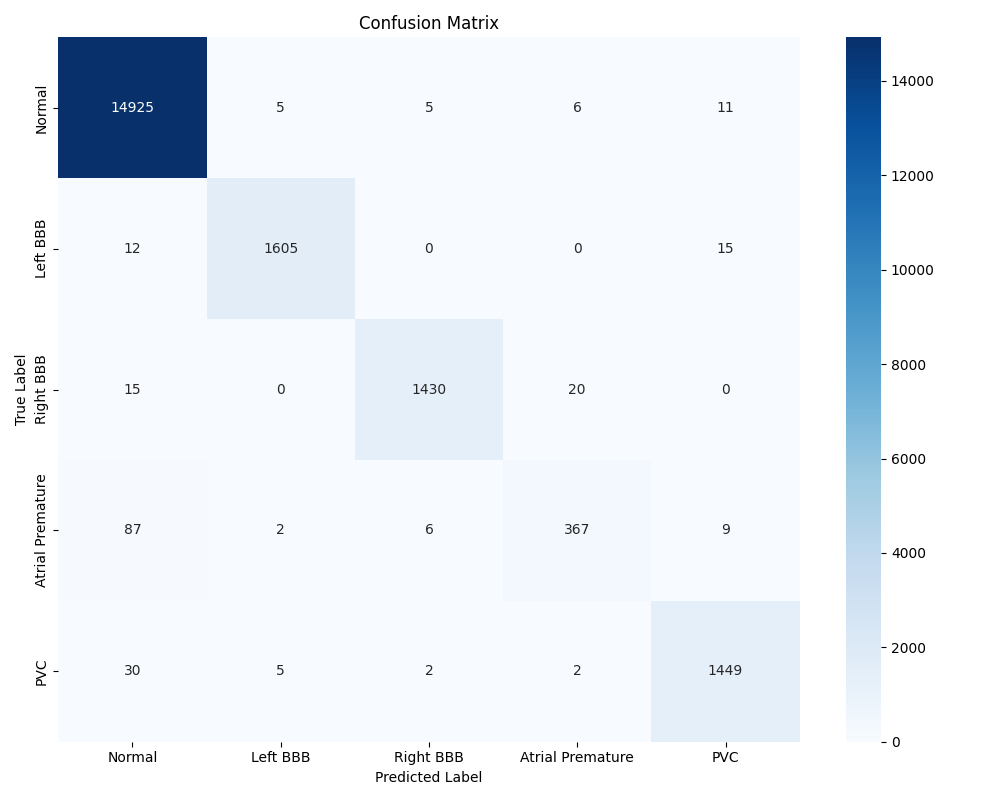 Confusion Matrix
Normal
14925 5 5 6 11
Left BBB
12 1605 0 0 15
True Label
Right BBB
15 0 1430 20 0
Atrial Premature
87 2 6 367 9
PVC
30 5 2 2 1449
Normal Left BBB Right BBB Atrial Premature PVC
Predicted Label
14000
12000
10000
8000
6000
4000
2000
0